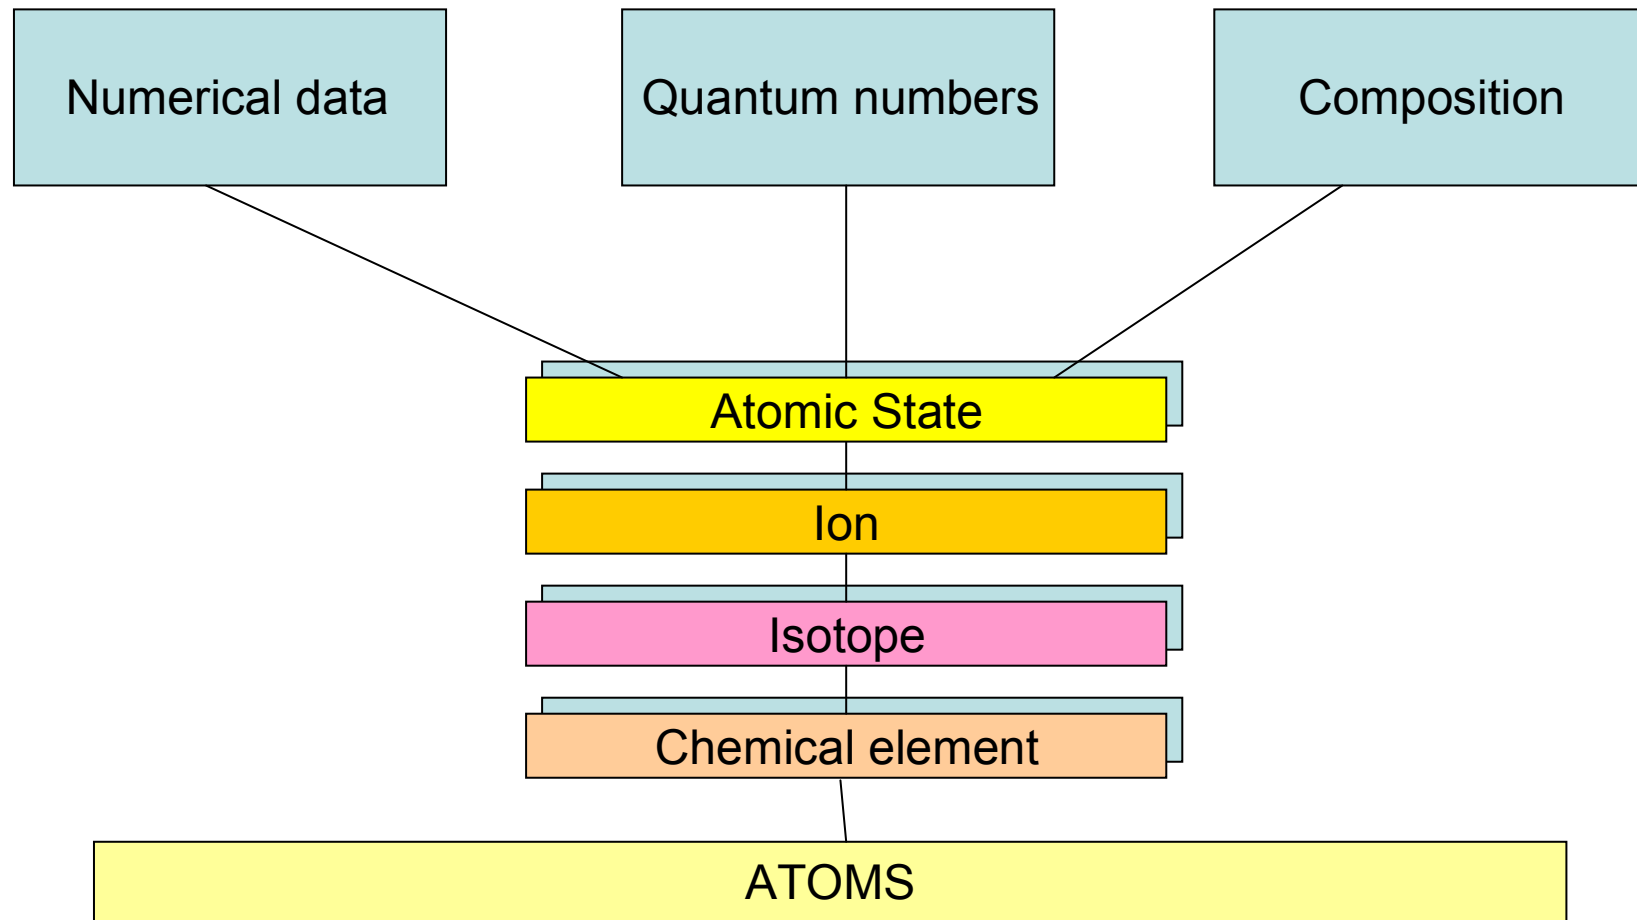 Numerical data
Quantum numbers
Composition
Atomic State
Ion
Isotope
Chemical element
ATOMS